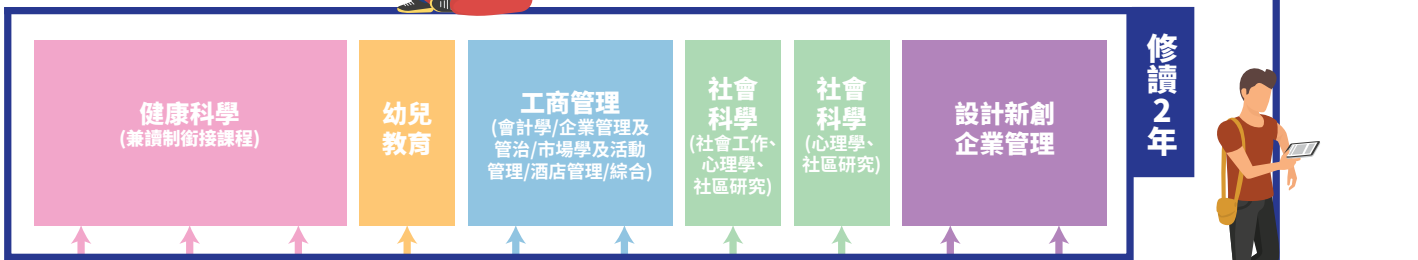 健康科學
(兼讀制銜接課程)
幼兒
教育
工商管理
(會計學/企業管理及
管治/市場學及活動
管理/酒店管理/綜合)
社會
科學
(社會工作、
心理學、
社區研究)
社會
科學
(心理學、
社區研究)
設計新創
企業管理
修
讀
2
年